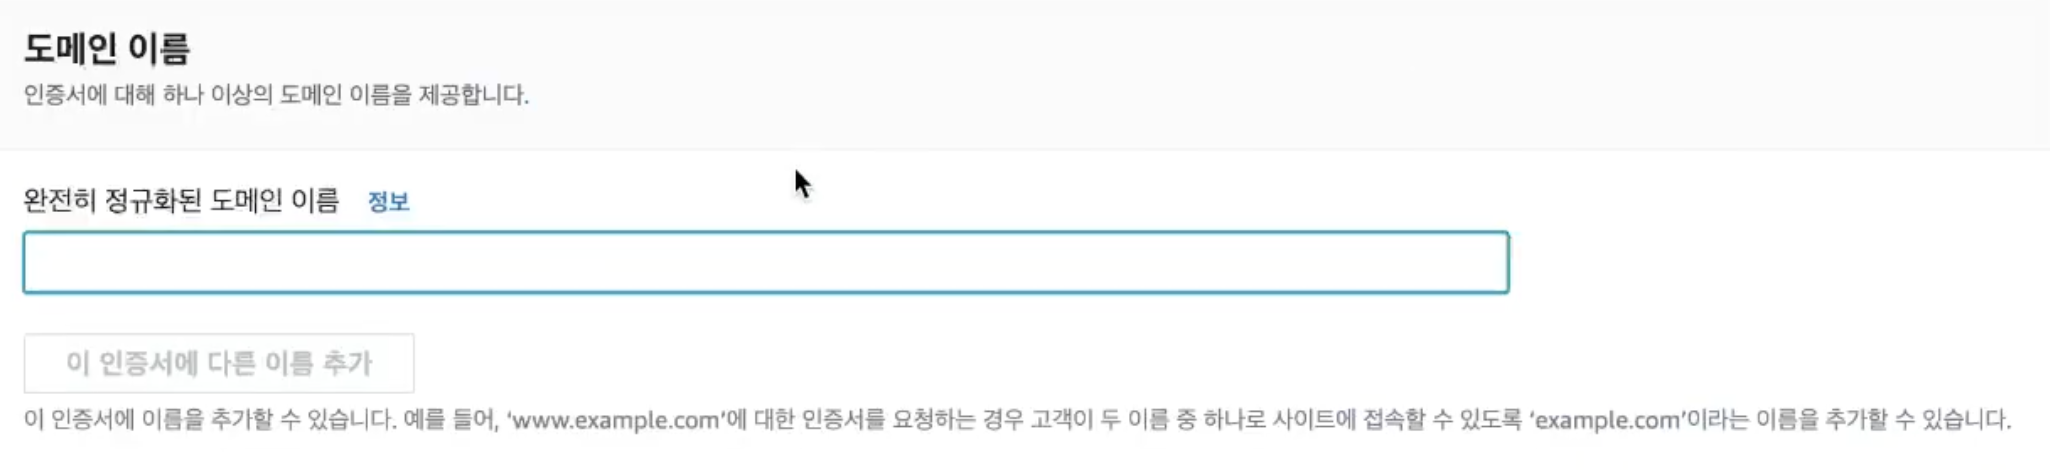 도메인 이름
인증서에 대해 하나 이상의 도메인 이름을 제공합니다.
완전히 정규화된 도메인 이름 정보
이 인증서에 다른 이름 추가
이 인증서에 이름을 추가할 수 있습니다. 예를 들어, ‘www.example.com’에 대한 인증서를 요청하는 경우 고객이 두 이름 중 하나로 사이트에 접속할 수 있도록 ‘example.com’이라는 이름을 추가할 수 있습니다.